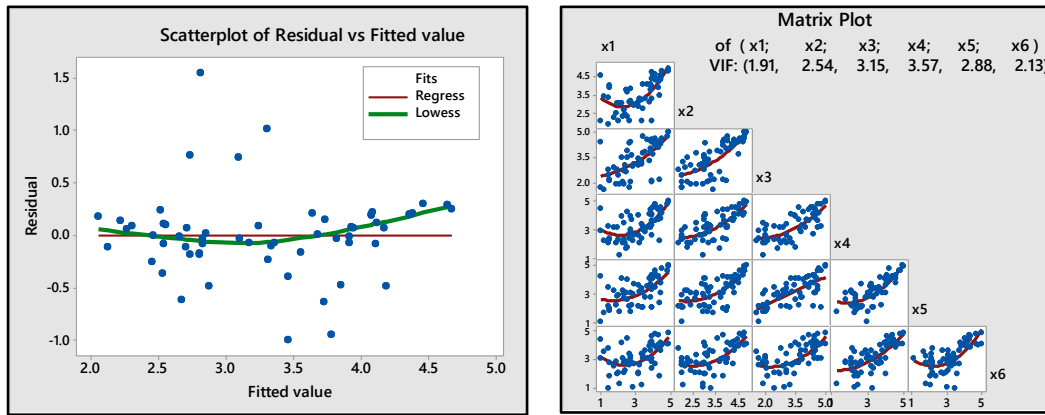 Scatterplot of Residual vs Fitted value
1.5
1.0
0.5
0.0
-0.5
-1.0
Residual
Fits
Regress
Lowess
2.0 2.5 3.0 3.5 4.0 4.5 5.0
Fitted value
Matrix Plot
x1 of ( x1; x2; x3; x4; x5; x6 )
VIF: (1.91, 2.54, 3.15, 3.57, 2.88, 2.13)
4.5
3.5
2.5
x2
5.0
3.5
2.0
x3
5
3
1
x4
5
3
1
x5
5
3
1
x6
1 3 5 2.5 3.5 4.5 2.0 3.5 5.0 1 3 5 1 3 5